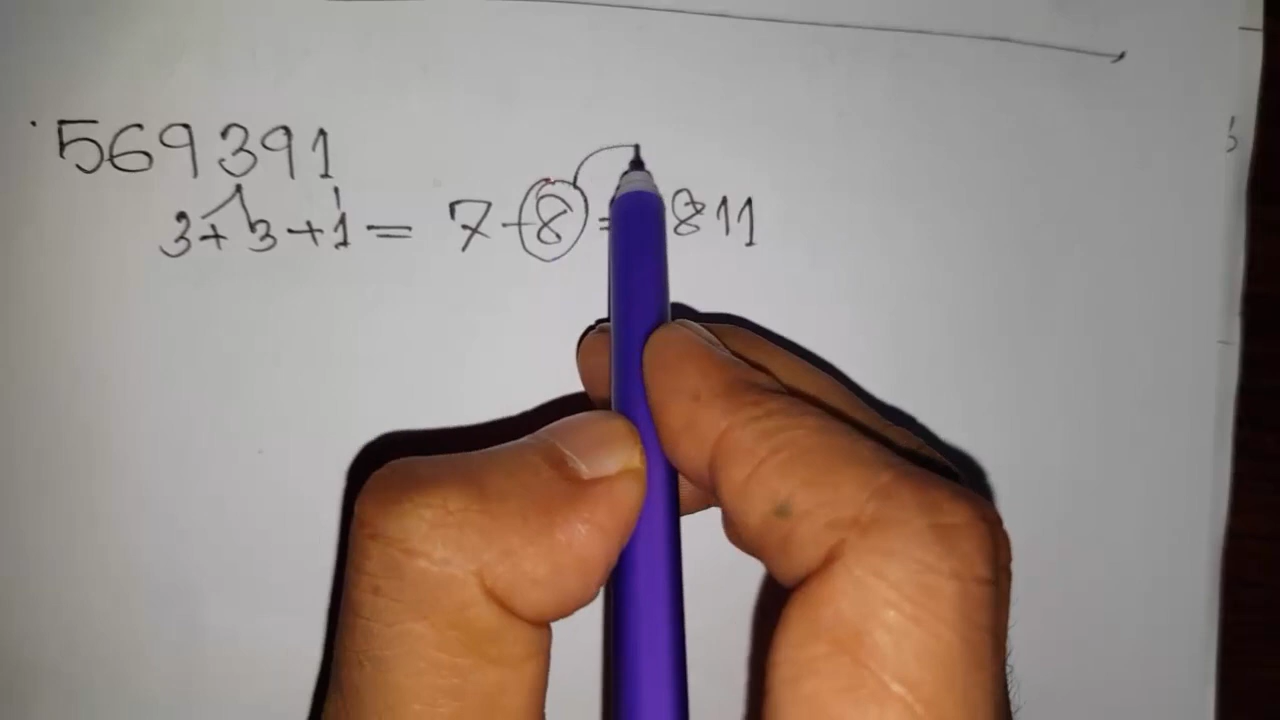 569391
3+3+1 = 7-8 = 811